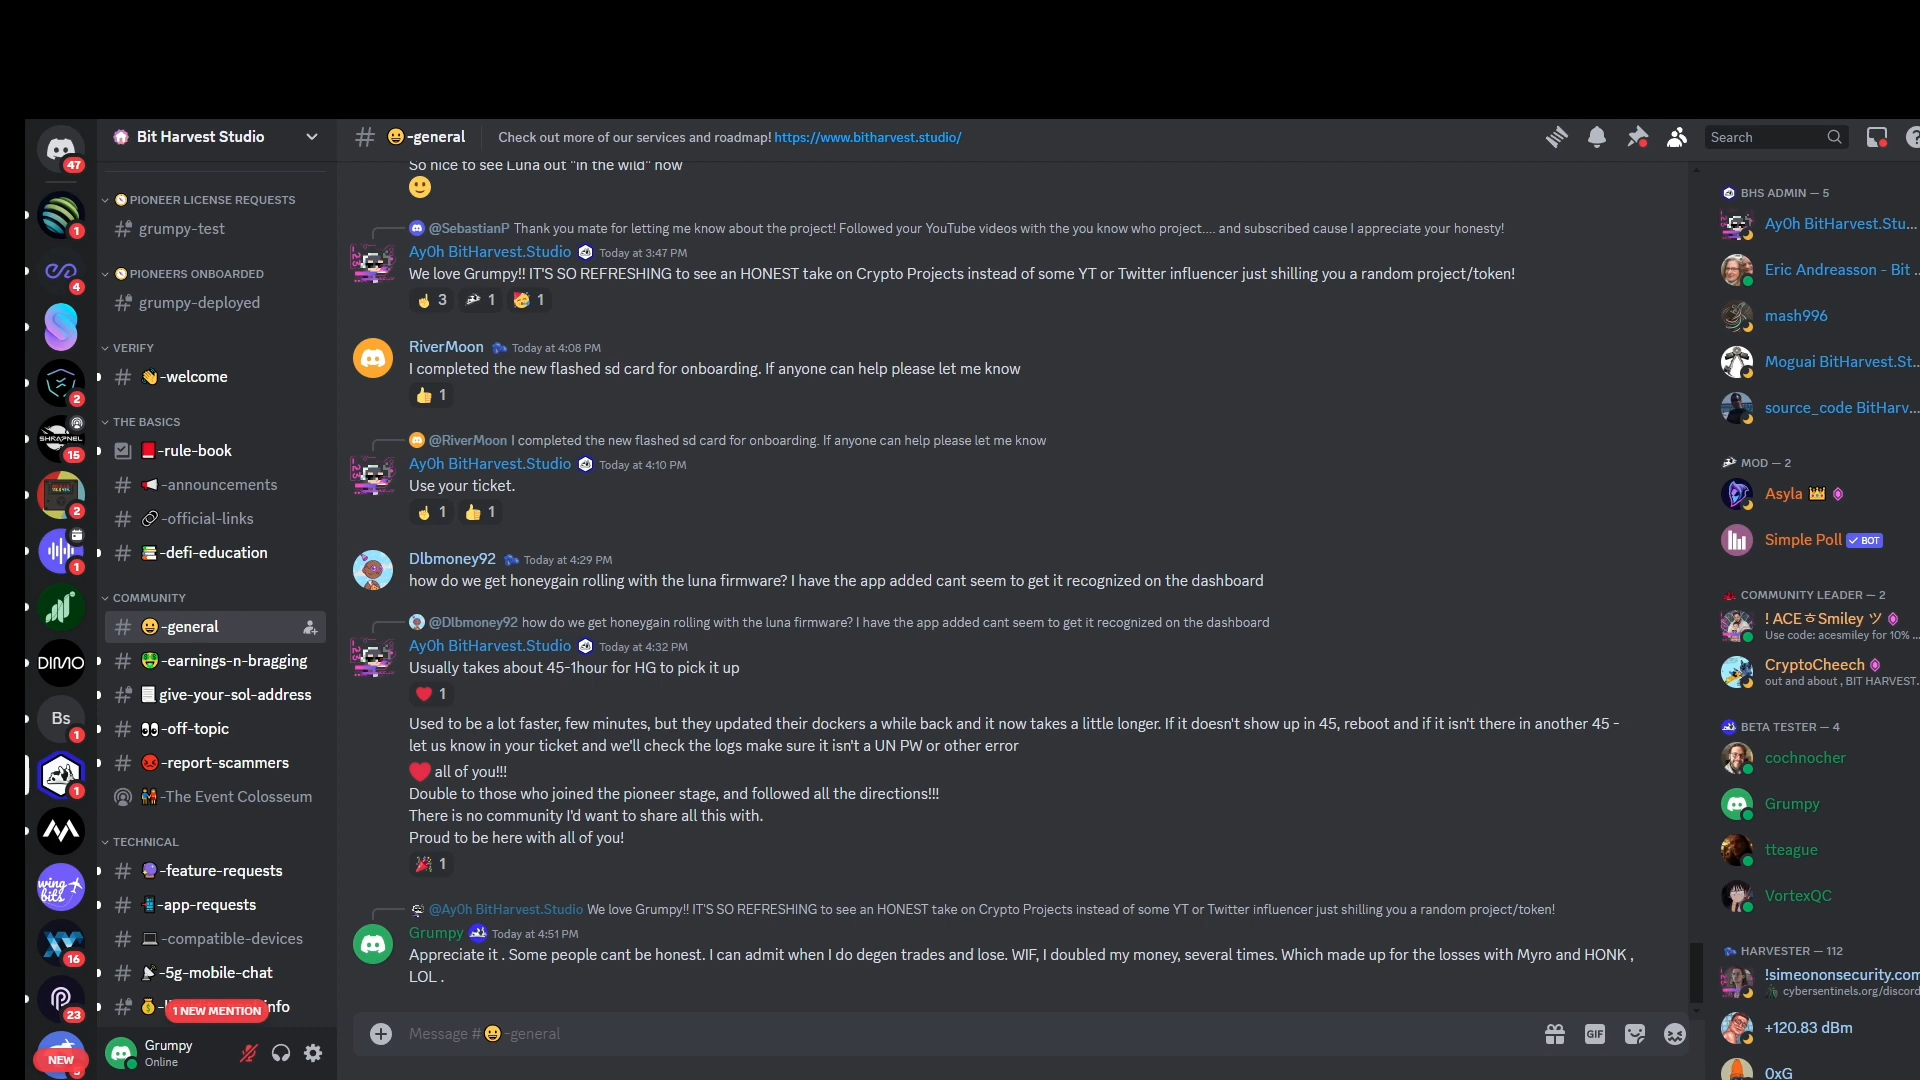 47
1
4
2
SHRAPNEL
15
2
1
DIMO
Bs
1
1
wing
bits
16
23
NEW
Bit Harvest Studio
PIONEER LICENSE REQUESTS
grumpy-test
PIONEERS ONBOARDED
grumpy-deployed
VERIFY
-welcome
THE BASICS
-rule-book
-announcements
-official-links
-defi-education
COMMUNITY
-general
-earnings-n-bragging
give-your-sol-address
-off-topic
-report-scammers
-The Event Colosseum
TECHNICAL
-feature-requests
-app-requests
-compatible-devices
-5g-mobile-chat
1 NEW MENTION
Grumpy
Online
-general
Check out more of our services and roadmap! https://www.bitharvest.studio/
Search
So nice to see Luna out "in the wild" now
@SebastianP Thank you mate for letting me know about the project! Followed your YouTube videos with the you know who project.... and subscribed cause I appreciate your honesty!
Ay0h BitHarvest.Studio Today at 3:47 PM
We love Grumpy!! IT'S SO REFRESHING to see an HONEST take on Crypto Projects instead of some YT or Twitter influencer just shilling you a random project/token!
3 1 1
RiverMoon Today at 4:08 PM
I completed the new flashed sd card for onboarding. If anyone can help please let me know
1
@RiverMoon I completed the new flashed sd card for onboarding. If anyone can help please let me know
Ay0h BitHarvest.Studio Today at 4:10 PM
Use your ticket.
1 1
Dlbmoney92 Today at 4:29 PM
how do we get honeygain rolling with the luna firmware? I have the app added cant seem to get it recognized on the dashboard
@Dlbmoney92 how do we get honeygain rolling with the luna firmware? I have the app added cant seem to get it recognized on the dashboard
Ay0h BitHarvest.Studio Today at 4:32 PM
Usually takes about 45-1hour for HG to pick it up
1
Used to be a lot faster, few minutes, but they updated their dockers a while back and it now takes a little longer. If it doesn't show up in 45, reboot and if it isn't there in another 45 -
let us know in your ticket and we'll check the logs make sure it isn't a UN PW or other error
all of you!!!
Double to those who joined the pioneer stage, and followed all the directions!!!
There is no community I'd want to share all this with.
Proud to be here with all of you!
1
@Ay0h BitHarvest.Studio We love Grumpy!! IT'S SO REFRESHING to see an HONEST take on Crypto Projects instead of some YT or Twitter influencer just shilling you a random project/token!
Grumpy Today at 4:51 PM
Appreciate it . Some people cant be honest. I can admit when I do degen trades and lose. WIF, I doubled my money, several times. Which made up for the losses with Myro and HONK ,
LOL .
Message # -general
GIF
BHS ADMIN — 5
Ay0h BitHarvest.Stu...
Eric Andreasson - Bit ...
mash996
Moguai BitHarvest.St...
source_code BitHarv...
MOD — 2
Asyla
Simple Poll BOT
COMMUNITY LEADER — 2
! ACEㅎSmiley ツ
Use code: acesmiley for 10% ...
CryptoCheech
out and about , BIT HARVEST.
BETA TESTER — 4
cochnocher
Grumpy
tteague
VortexQC
HARVESTER — 112
!simeononsecurity.com
cybersentinels.org/discord
+120.83 dBm
0xG